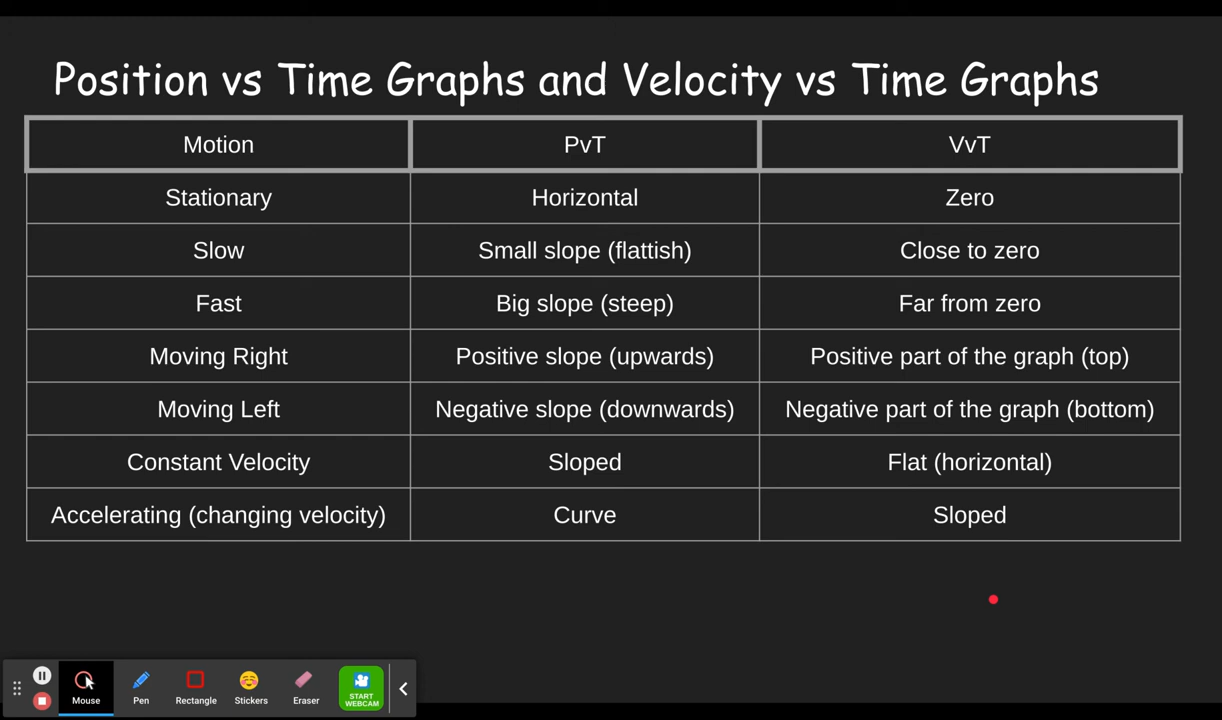 Position vs Time Graphs and Velocity vs Time Graphs
Motion PvT VvT
Stationary Horizontal Zero
Slow Small slope (flattish) Close to zero
Fast Big slope (steep) Far from zero
Moving Right Positive slope (upwards) Positive part of the graph (top)
Moving Left Negative slope (downwards) Negative part of the graph (bottom)
Constant Velocity Sloped Flat (horizontal)
Accelerating (changing velocity) Curve Sloped
Mouse Pen Rectangle Stickers Eraser START
WEBCAM